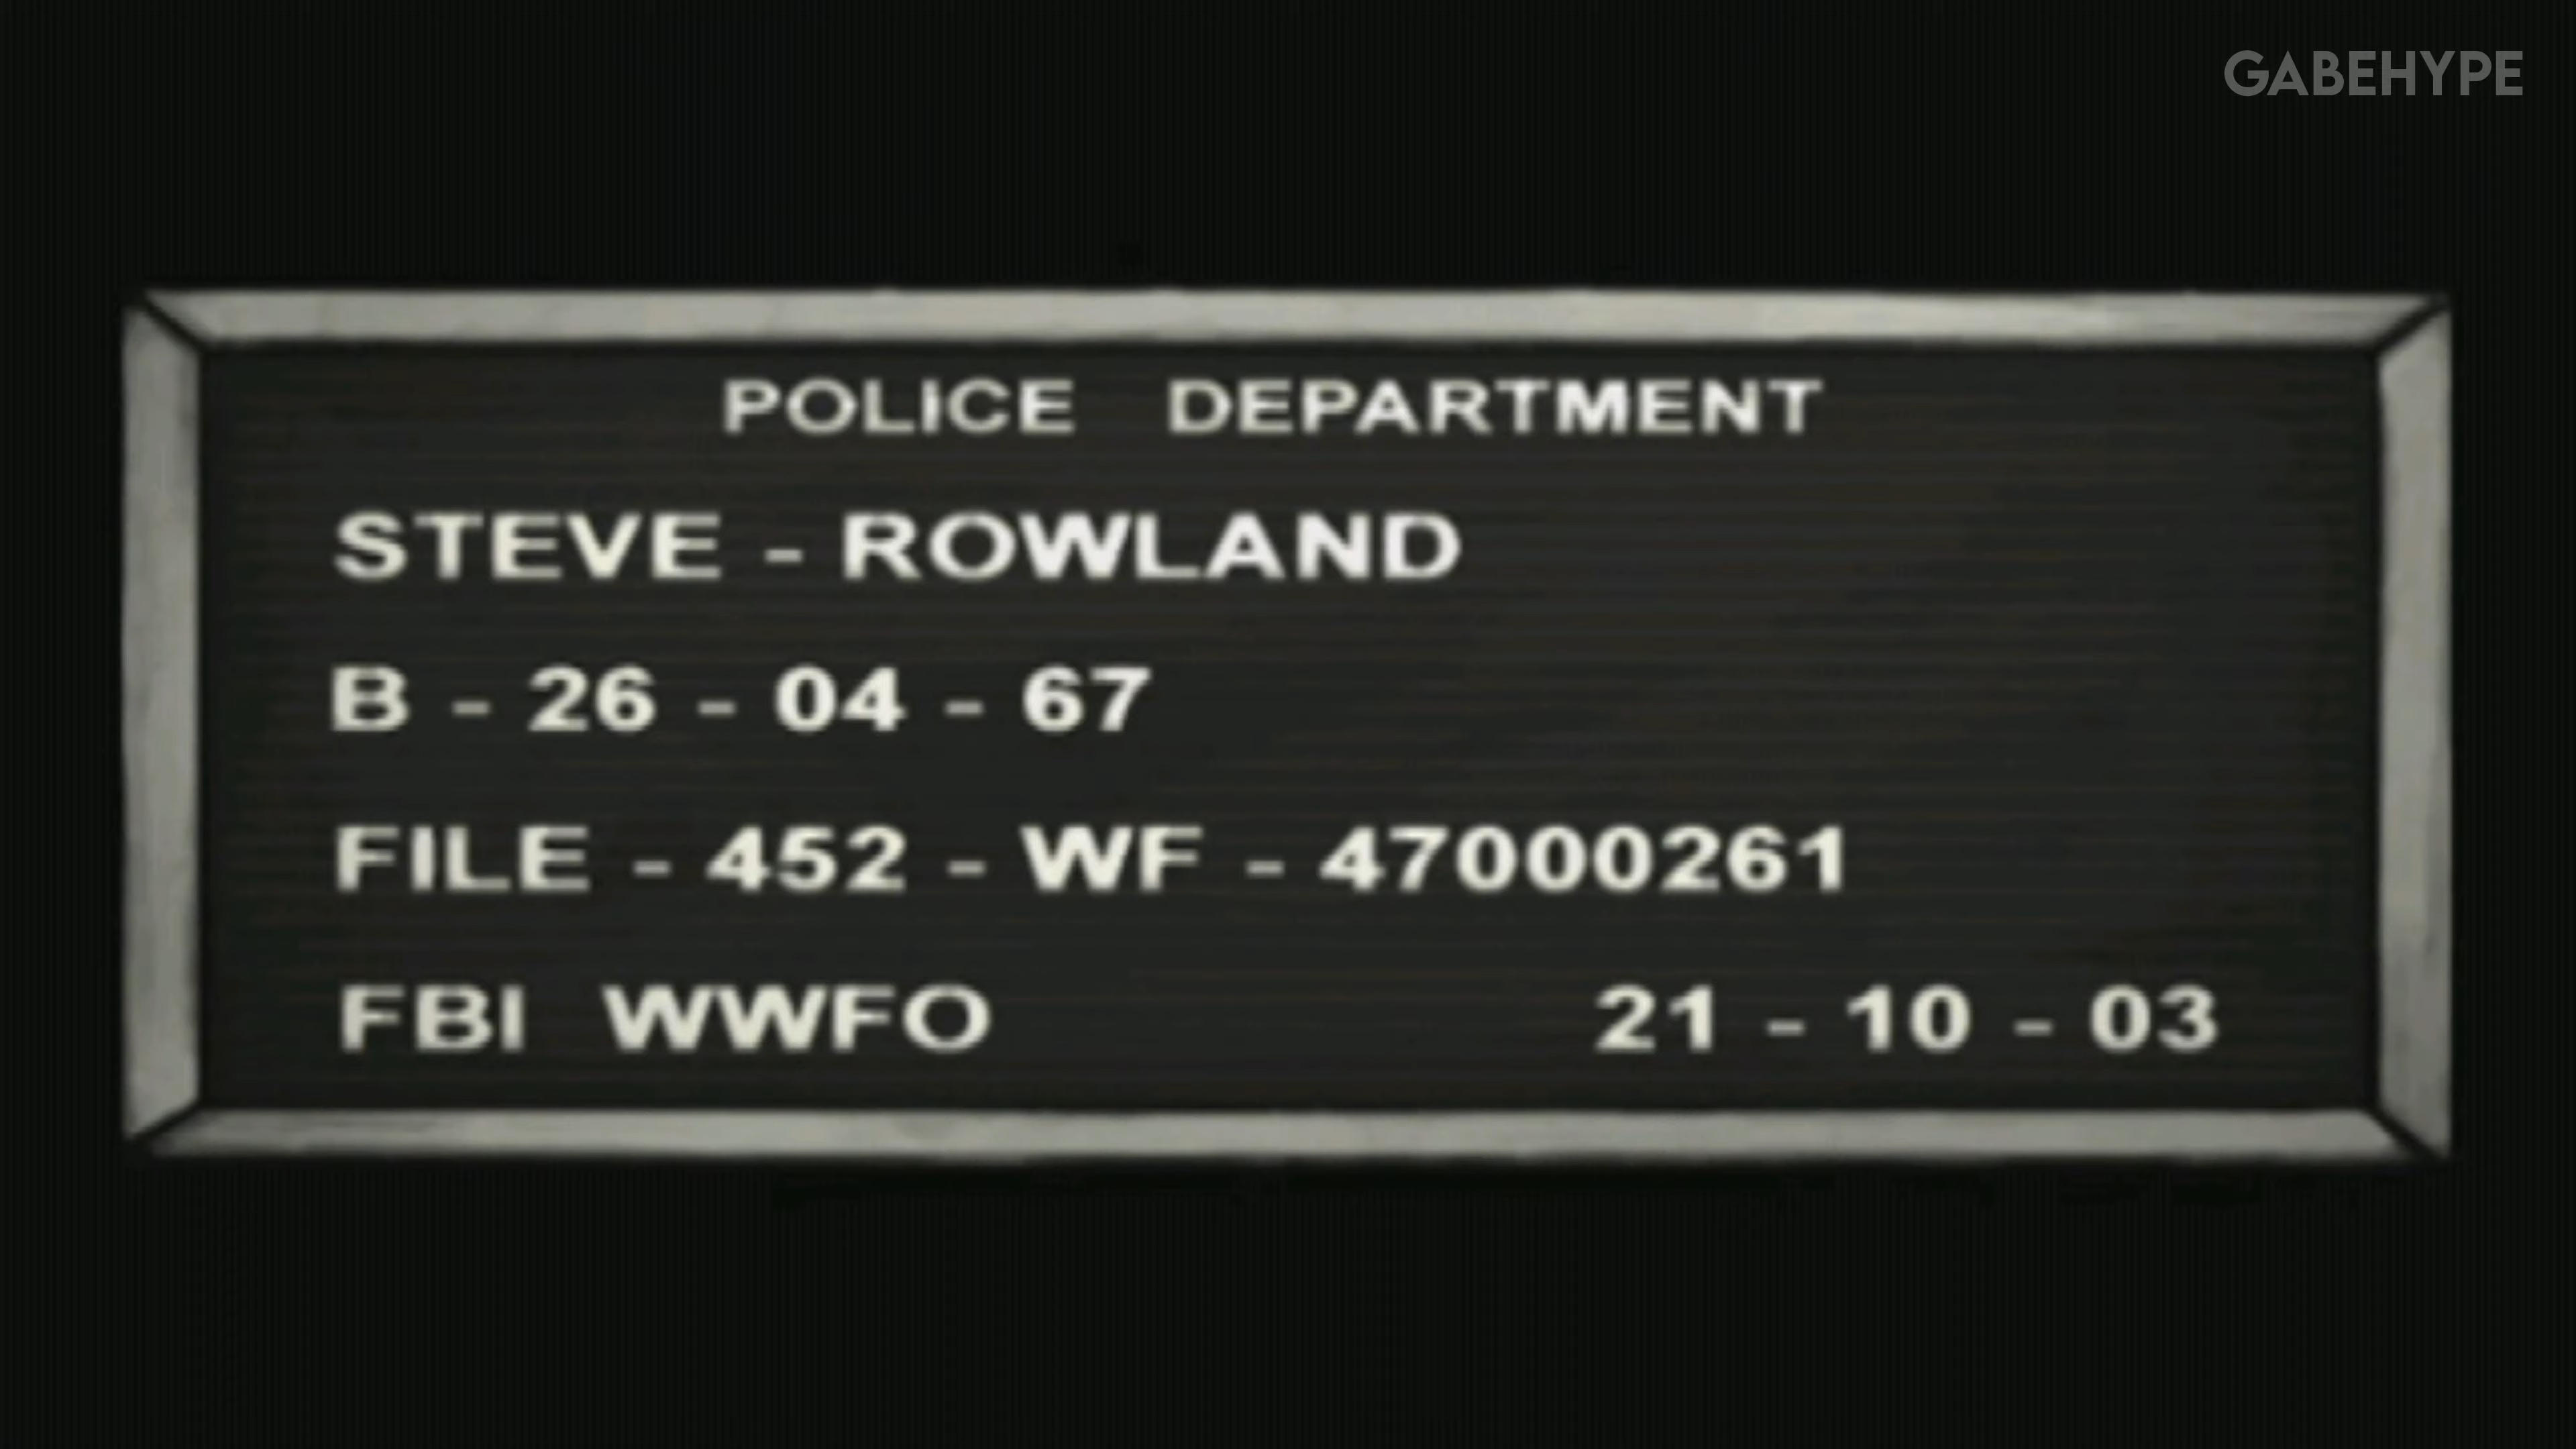 GABEHYPE
POLICE DEPARTMENT
STEVE - ROWLAND
B - 26 - 04 - 67
FILE - 452 - WF - 47000261
FBI WWFO 21 - 10 - 03